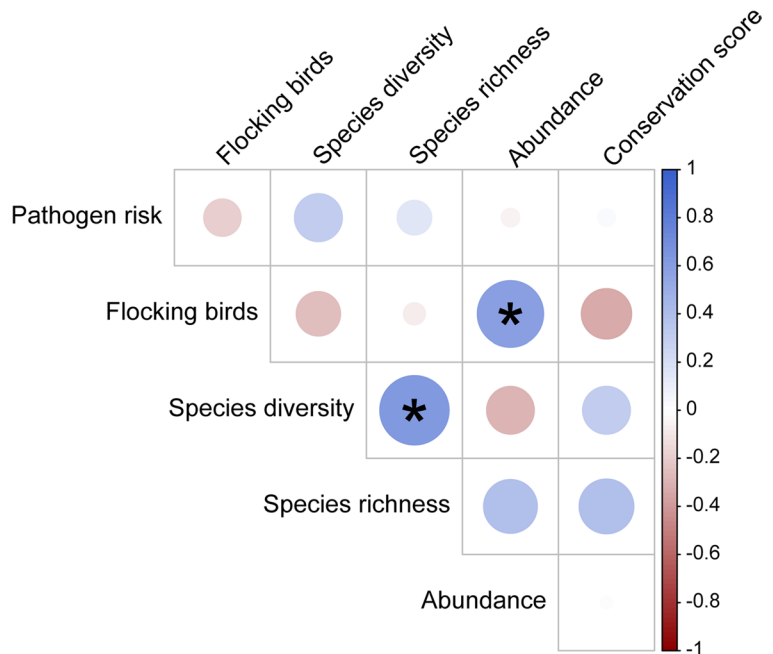 Flocking birds
Species diversity
Species richness
Abundance
Conservation score
Pathogen risk
Flocking birds
Species diversity
Species richness
Abundance
*
*
1
0.8
0.6
0.4
0.2
0
-0.2
-0.4
-0.6
-0.8
-1